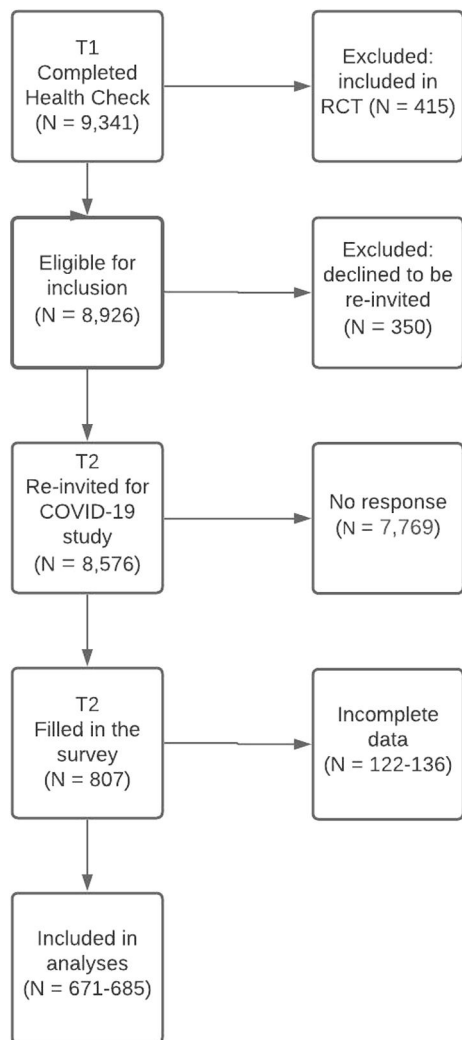 T1
Completed
Health Check
(N = 9,341)
Excluded:
included in
RCT (N = 415)
Eligible for
inclusion
(N = 8,926)
Excluded:
declined to be
re-invited
(N = 350)
T2
Re-invited for
COVID-19
study
(N = 8,576)
No response
(N = 7,769)
T2
Filled in the
survey
(N = 807)
Incomplete
data
(N = 122-136)
Included in
analyses
(N = 671-685)